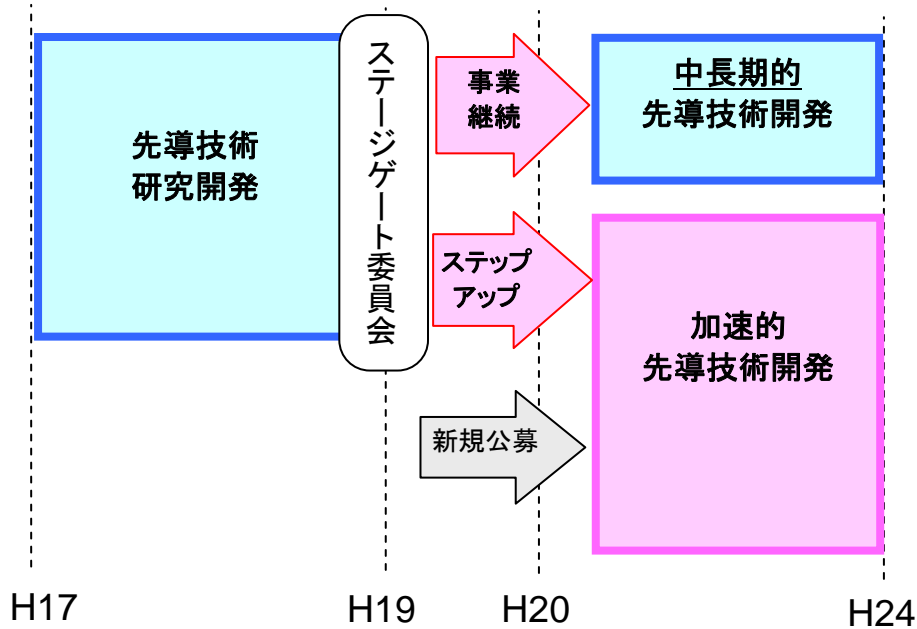 先導技術
研究開発
ステージゲート委員会
事業
継続
中長期的
先導技術開発
ステップ
アップ
加速的
先導技術開発
新規公募
H17
H19
H20
H24